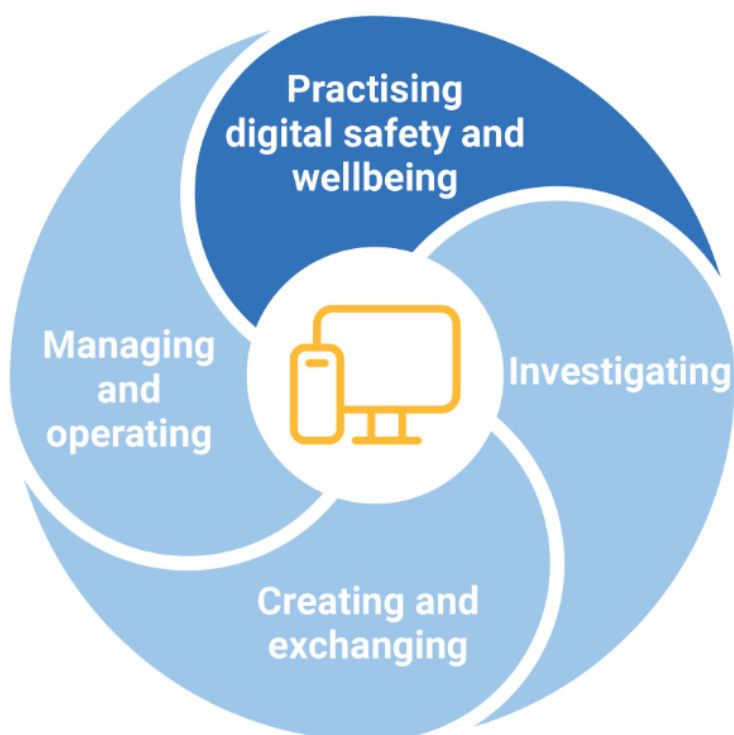 Practising
digital safety and
wellbeing
Investigating
Creating and
exchanging
Managing
and
operating